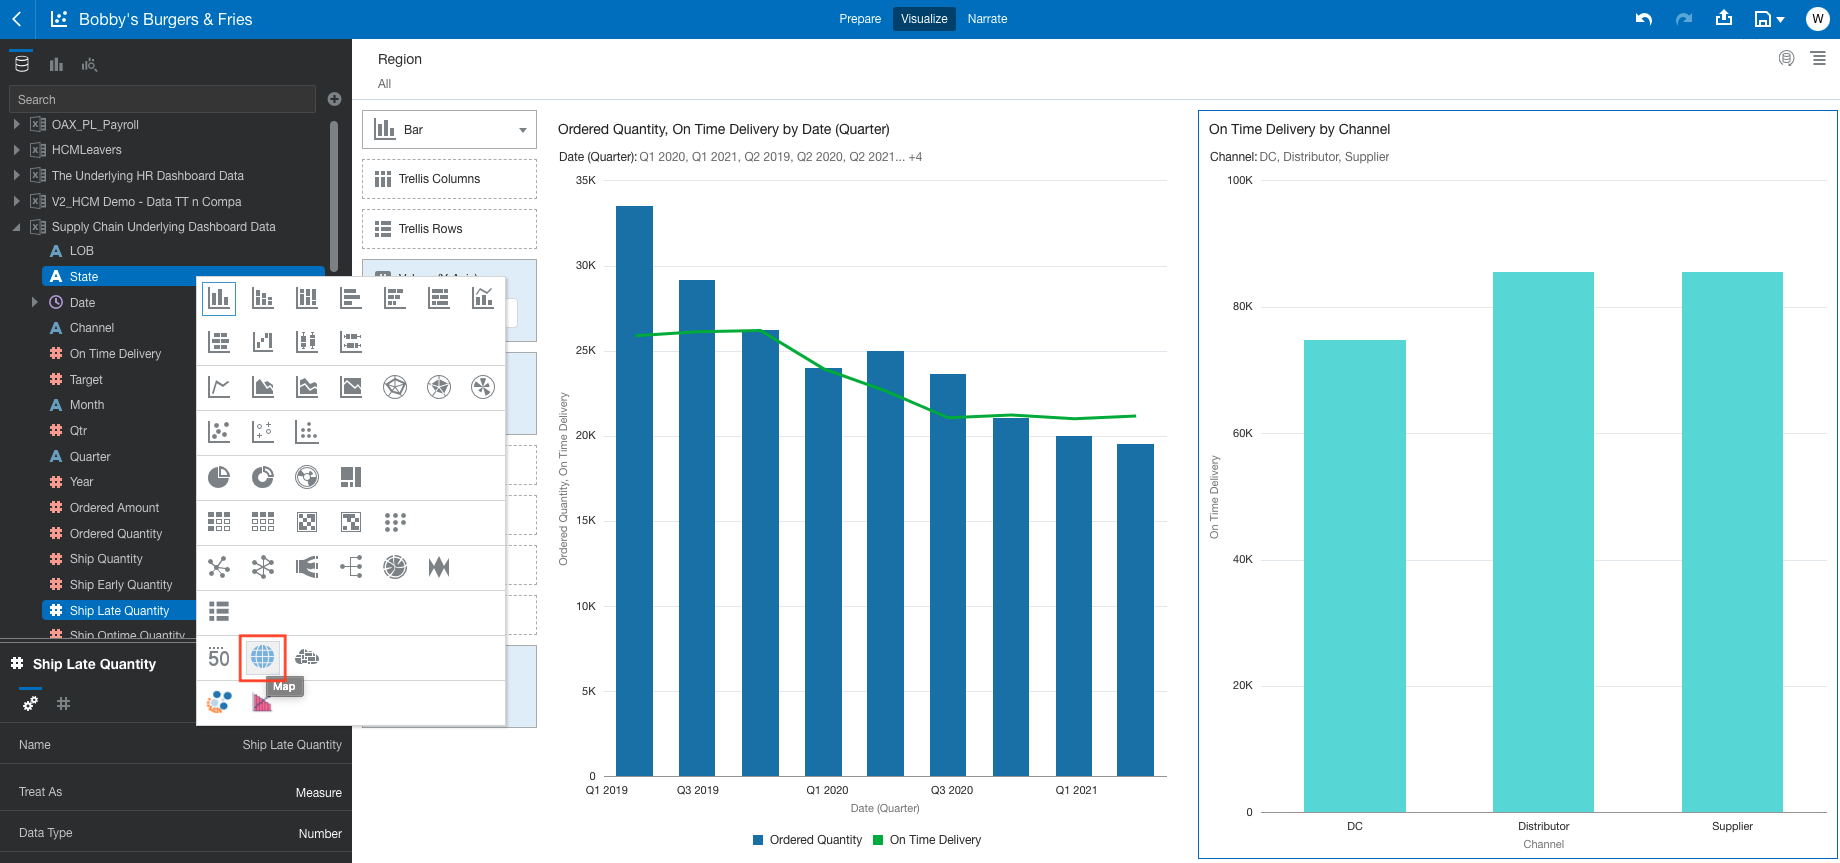 Bobby's Burgers & Fries
Prepare
Visualize
Narrate
W
Search
OAX_PL_Payroll
HCMLeavers
The Underlying HR Dashboard Data
V2_HCM Demo - Data TT n Compa
Supply Chain Underlying Dashboard Data
LOB
State
Date
Channel
On Time Delivery
Target
Month
Qtr
Quarter
Year
Ordered Amount
Ordered Quantity
Ship Quantity
Ship Early Quantity
Ship Late Quantity
Ship Ontime Quantity
Ship Late Quantity
Name
Ship Late Quantity
Treat As
Measure
Data Type
Number
Region
All
Bar
Trellis Columns
Trellis Rows
50
Map
Ordered Quantity, On Time Delivery by Date (Quarter)
Date (Quarter): Q1 2020, Q1 2021, Q2 2019, Q2 2020, Q2 2021... +4
35K
30K
25K
20K
15K
10K
5K
0
Ordered Quantity, On Time Delivery
Q1 2019
Q3 2019
Q1 2020
Q3 2020
Q1 2021
Date (Quarter)
Ordered Quantity
On Time Delivery
On Time Delivery by Channel
Channel: DC, Distributor, Supplier
100K
80K
60K
40K
20K
0
On Time Delivery
DC
Distributor
Supplier
Channel